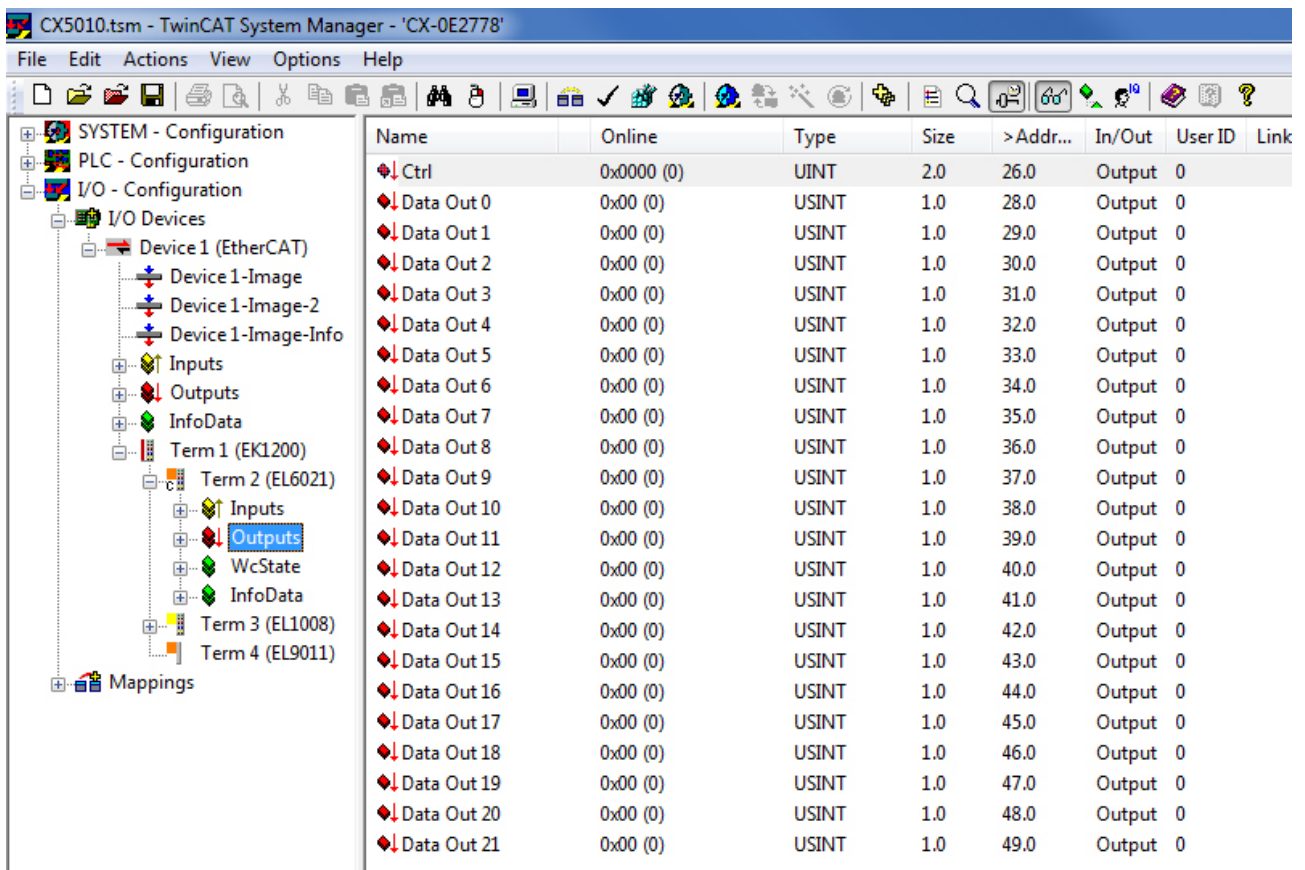 CX5010.tsm - TwinCAT System Manager - 'CX-0E2778'
File Edit Actions View Options Help
SYSTEM - Configuration
PLC - Configuration
I/O - Configuration
I/O Devices
Device 1 (EtherCAT)
Device 1-Image
Device 1-Image-2
Device 1-Image-Info
Inputs
Outputs
InfoData
Term 1 (EK1200)
Term 2 (EL6021)
Inputs
Outputs
WcState
InfoData
Term 3 (EL1008)
Term 4 (EL9011)
Mappings
Name Online Type Size >Addr... In/Out User ID Link
Ctrl 0x0000 (0) UINT 2.0 26.0 Output 0
Data Out 0 0x00 (0) USINT 1.0 28.0 Output 0
Data Out 1 0x00 (0) USINT 1.0 29.0 Output 0
Data Out 2 0x00 (0) USINT 1.0 30.0 Output 0
Data Out 3 0x00 (0) USINT 1.0 31.0 Output 0
Data Out 4 0x00 (0) USINT 1.0 32.0 Output 0
Data Out 5 0x00 (0) USINT 1.0 33.0 Output 0
Data Out 6 0x00 (0) USINT 1.0 34.0 Output 0
Data Out 7 0x00 (0) USINT 1.0 35.0 Output 0
Data Out 8 0x00 (0) USINT 1.0 36.0 Output 0
Data Out 9 0x00 (0) USINT 1.0 37.0 Output 0
Data Out 10 0x00 (0) USINT 1.0 38.0 Output 0
Data Out 11 0x00 (0) USINT 1.0 39.0 Output 0
Data Out 12 0x00 (0) USINT 1.0 40.0 Output 0
Data Out 13 0x00 (0) USINT 1.0 41.0 Output 0
Data Out 14 0x00 (0) USINT 1.0 42.0 Output 0
Data Out 15 0x00 (0) USINT 1.0 43.0 Output 0
Data Out 16 0x00 (0) USINT 1.0 44.0 Output 0
Data Out 17 0x00 (0) USINT 1.0 45.0 Output 0
Data Out 18 0x00 (0) USINT 1.0 46.0 Output 0
Data Out 19 0x00 (0) USINT 1.0 47.0 Output 0
Data Out 20 0x00 (0) USINT 1.0 48.0 Output 0
Data Out 21 0x00 (0) USINT 1.0 49.0 Output 0